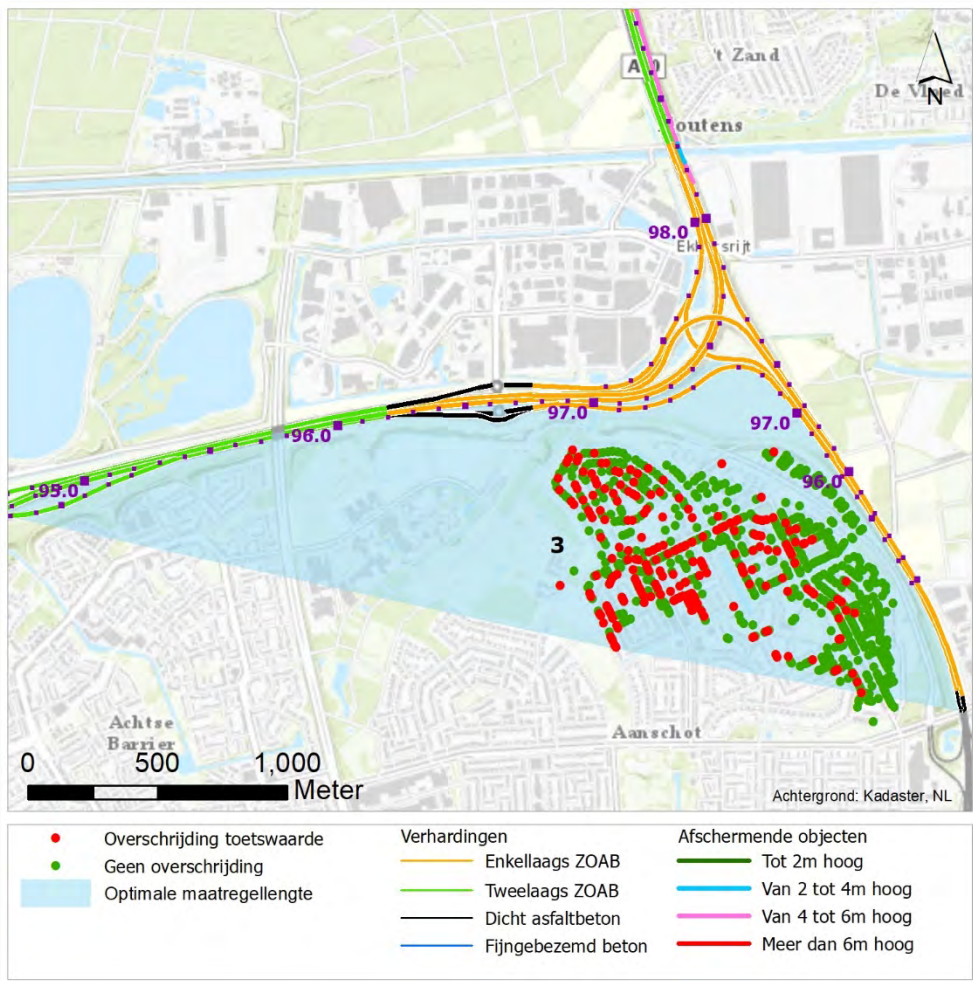 't Zand
De Vloed
N
outens
98.0
Ekk srijt
97.0
97.0
96.0
96.0
95.0
3
Achtse
Barrier
Aanschot
0 500 1,000
Meter
Achtergrond: Kadaster, NL
Overschrijding toetswaarde
Geen overschrijding
Optimale maatregellengte
Verhardingen
Enkellaags ZOAB
Tweelaags ZOAB
Dicht asfaltbeton
Fijngebezemd beton
Afschermende objecten
Tot 2m hoog
Van 2 tot 4m hoog
Van 4 tot 6m hoog
Meer dan 6m hoog